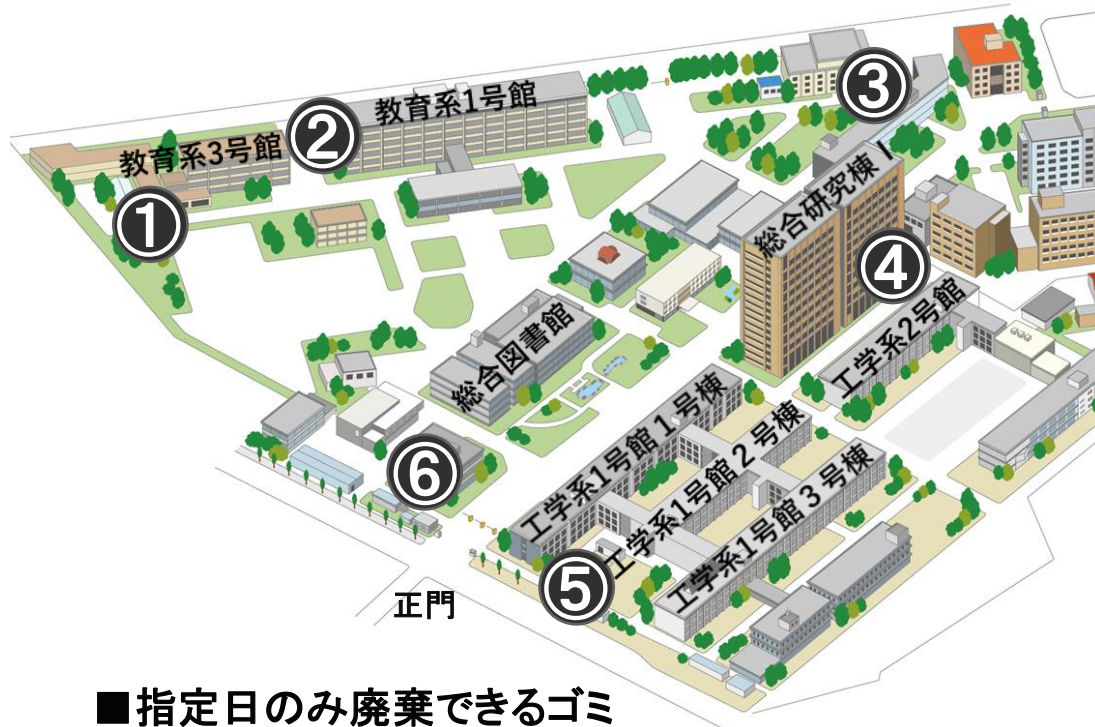 教育系1号館
②
③
教育系3号館
①
総合研究棟Ⅰ
④
工学系2号館
総合図書館
工学系1号館1号棟
工学系1号館2号棟
工学系1号館3号棟
⑥
⑤
正門
■指定日のみ廃棄できるゴミ